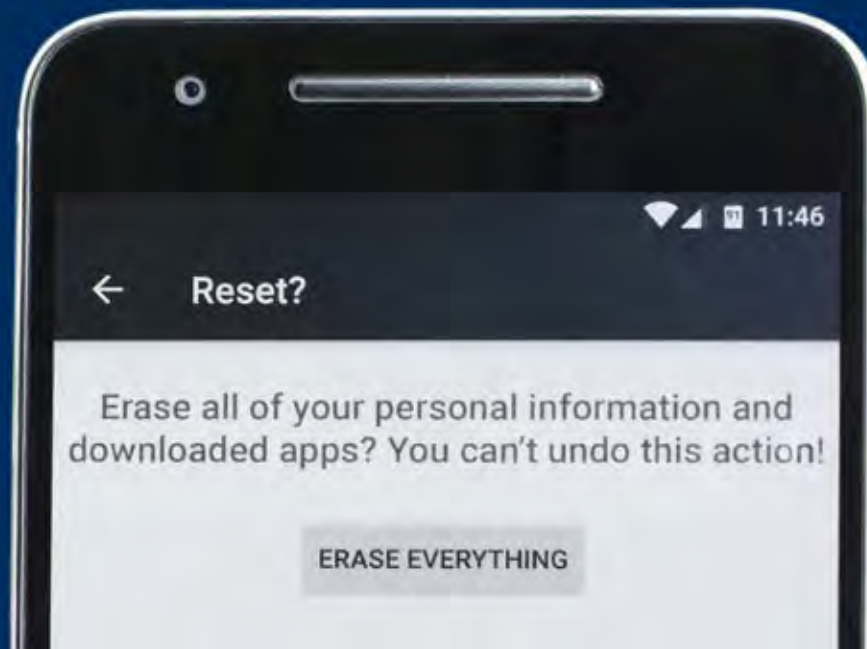 11:46
Reset?
Erase all of your personal information and
downloaded apps? You can't undo this action!
ERASE EVERYTHING